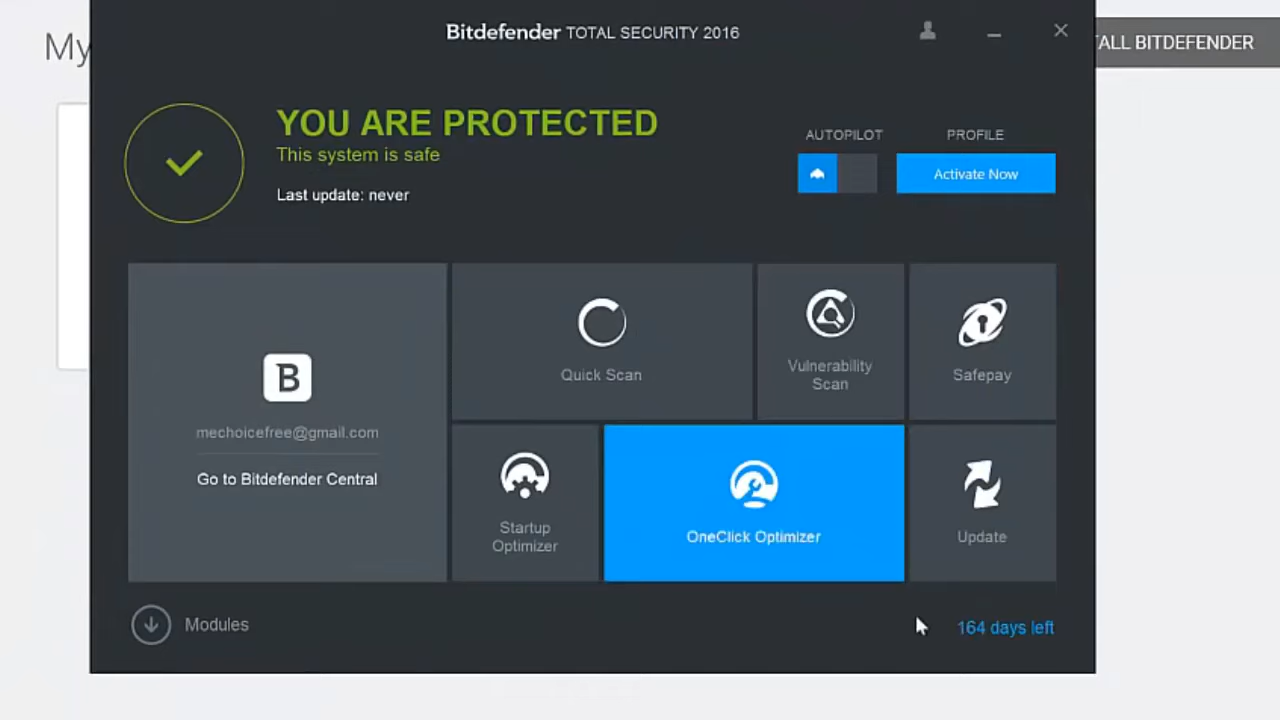 My
Bitdefender TOTAL SECURITY 2016
TALL BITDEFENDER
YOU ARE PROTECTED
This system is safe
Last update: never
AUTOPILOT
PROFILE
Activate Now
B
mechoicefree@gmail.com
Go to Bitdefender Central
Quick Scan
Vulnerability
Scan
Safepay
Startup
Optimizer
OneClick Optimizer
Update
Modules
164 days left